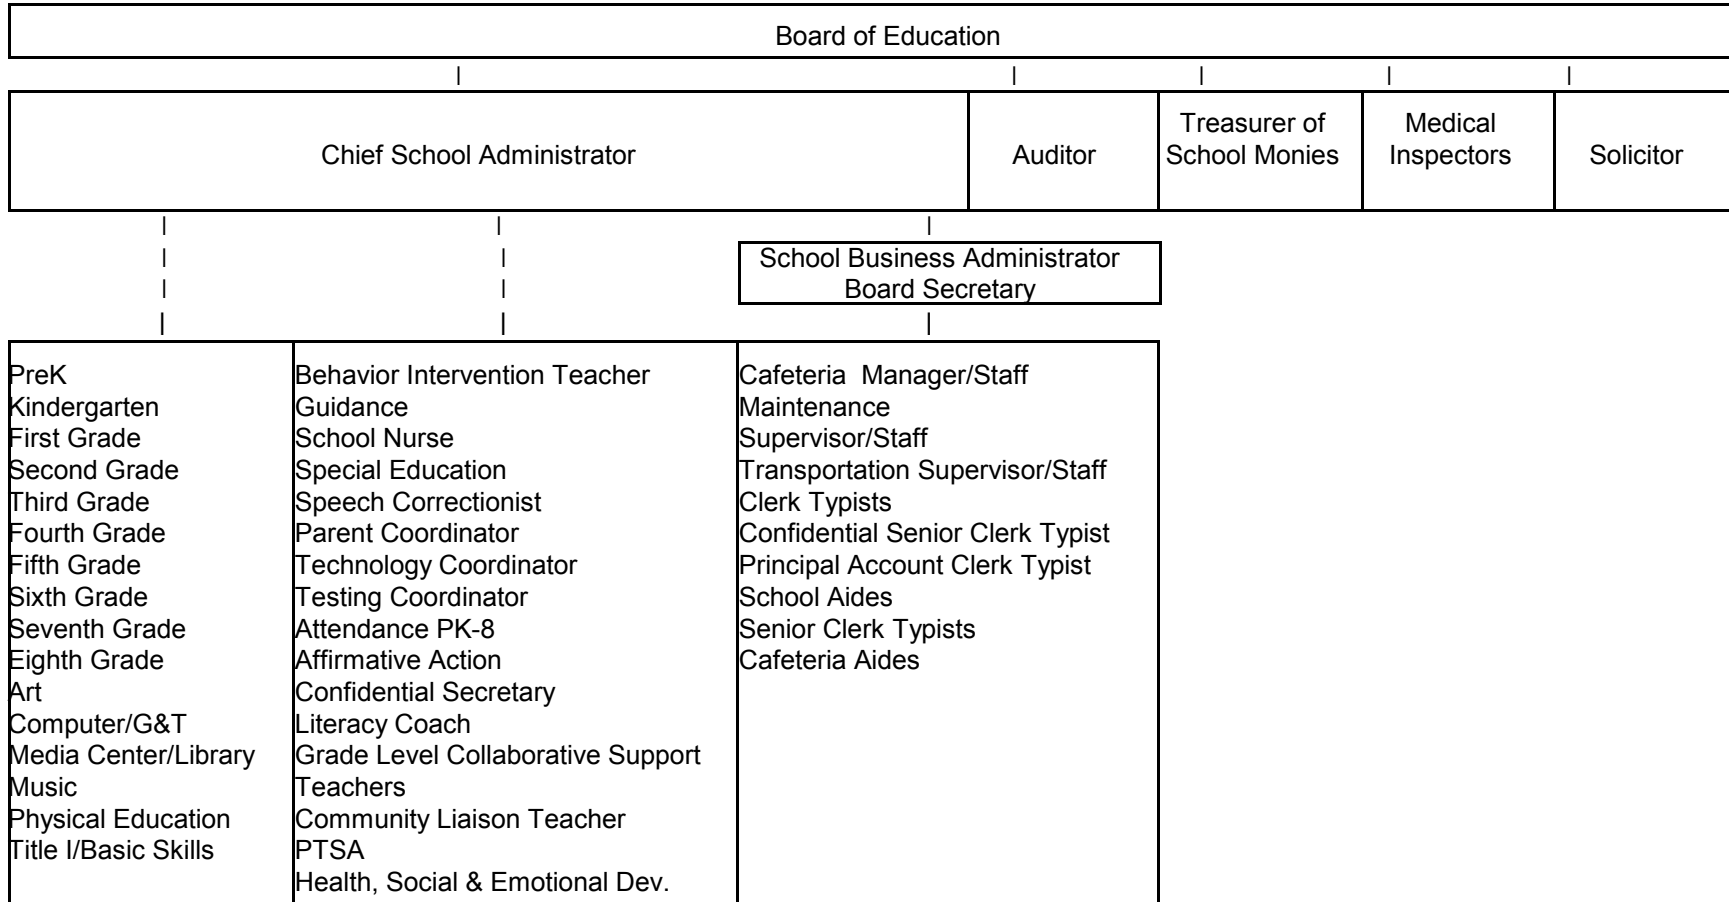 Board of Education
Chief School Administrator
Auditor
Treasurer of
School Monies
Medical
Inspectors
Solicitor
School Business Administrator
Board Secretary
PreK
Kindergarten
First Grade
Second Grade
Third Grade
Fourth Grade
Fifth Grade
Sixth Grade
Seventh Grade
Eighth Grade
Art
Computer/G&T
Media Center/Library
Music
Physical Education
Title I/Basic Skills
Behavior Intervention Teacher
Guidance
School Nurse
Special Education
Speech Correctionist
Parent Coordinator
Technology Coordinator
Testing Coordinator
Attendance PK-8
Affirmative Action
Confidential Secretary
Literacy Coach
Grade Level Collaborative Support
Teachers
Community Liaison Teacher
PTSA
Health, Social & Emotional Dev.
Cafeteria  Manager/Staff
Maintenance
Supervisor/Staff
Transportation Supervisor/Staff
Clerk Typists
Confidential Senior Clerk Typist
Principal Account Clerk Typist
School Aides
Senior Clerk Typists
Cafeteria Aides